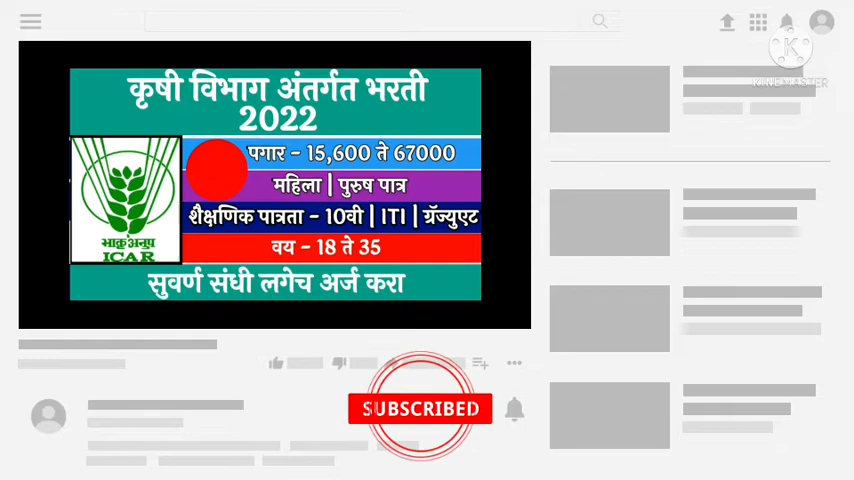 KINEMASTER
कृषी विभाग अंतर्गत भरती
2022
पगार - 15,600 ते 67000
महिला | पुरुष पात्र
शैक्षणिक पात्रता - 10वी | ITI | ग्रॅज्युएट
वय - 18 ते 35
भाकृअनुप
ICAR
सुवर्ण संधी लगेच अर्ज करा
SUBSCRIBED